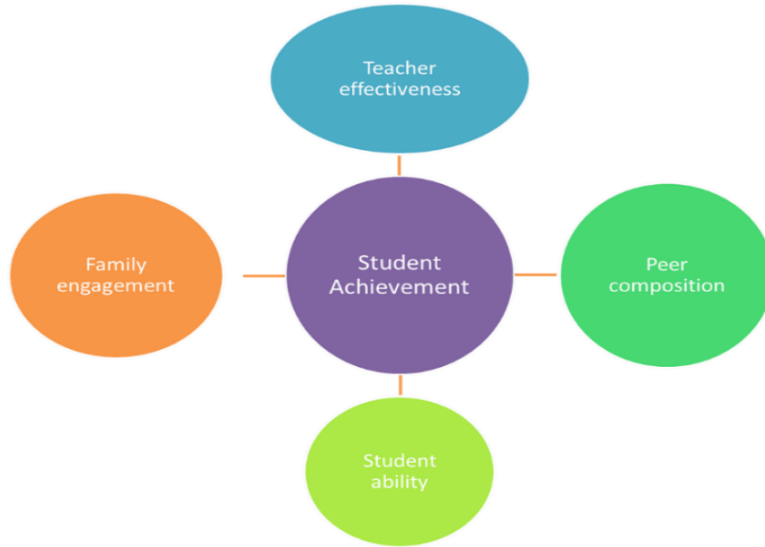 Teacher
effectiveness
Family
engagement
Student
Achievement
Peer
composition
Student
ability